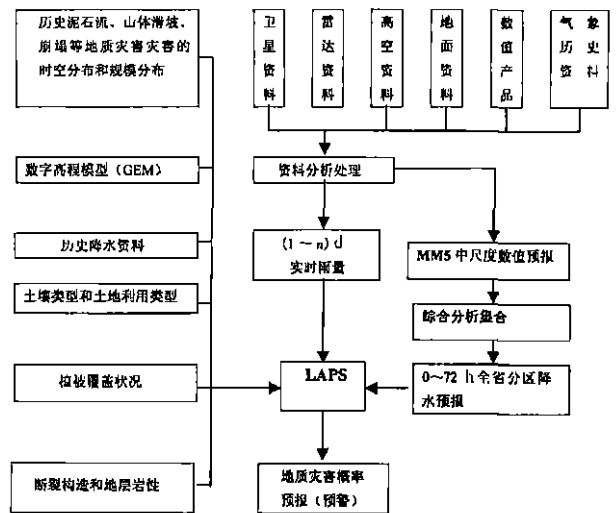 历史泥石流、山体滑坡、
崩塌等地质灾害灾害的
时空分布和规模分布
数字高程模型（GEM）
历史降水资料
土壤类型和土地利用类型
植被覆盖状况
断裂构造和地层岩性
卫星资料
雷达资料
高空资料
地面资料
数值产品
气象
历史
资料
资料分析处理
(1～n) d
实时雨量
MM5 中尺度数值预报
综合分析集合
LAPS
0～72 h 全省分区降
水预报
地质灾害概率
预报（预警）